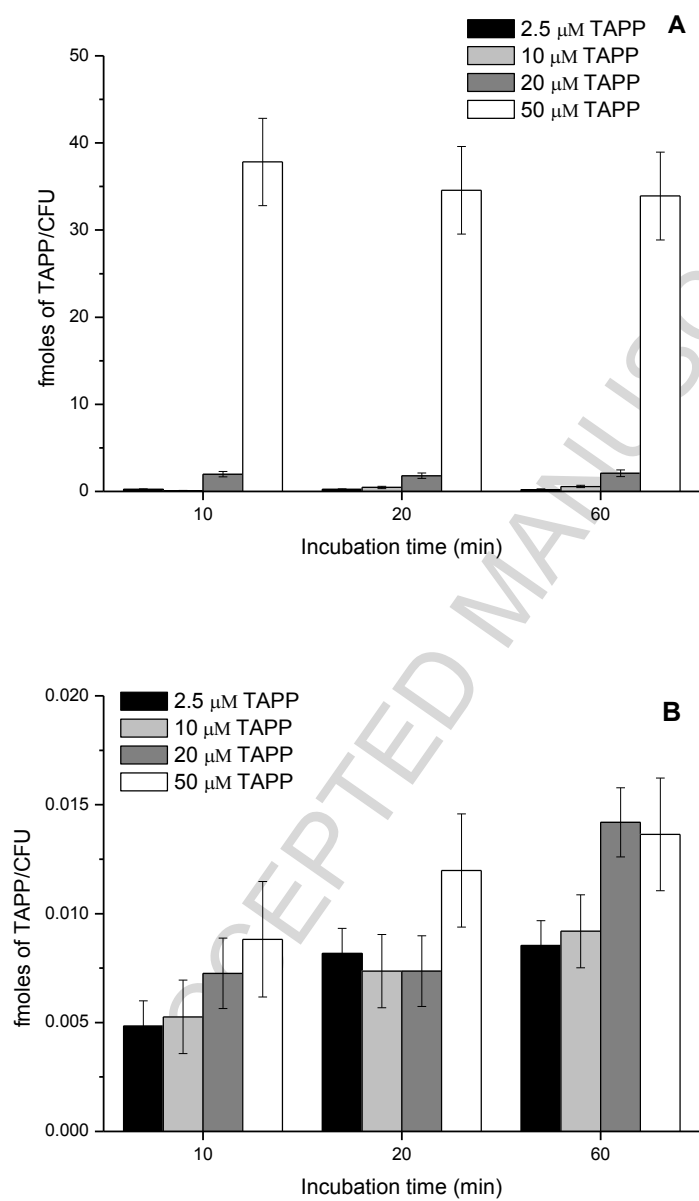 A
2.5 μM TAPP
10 μM TAPP
20 μM TAPP
50 μM TAPP
50
40
30
20
10
0
fmoles of TAPP/CFU
10 20 60
Incubation time (min)
B
2.5 μM TAPP
10 μM TAPP
20 μM TAPP
50 μM TAPP
0.020
0.015
0.010
0.005
0.000
fmoles of TAPP/CFU
10 20 60
Incubation time (min)